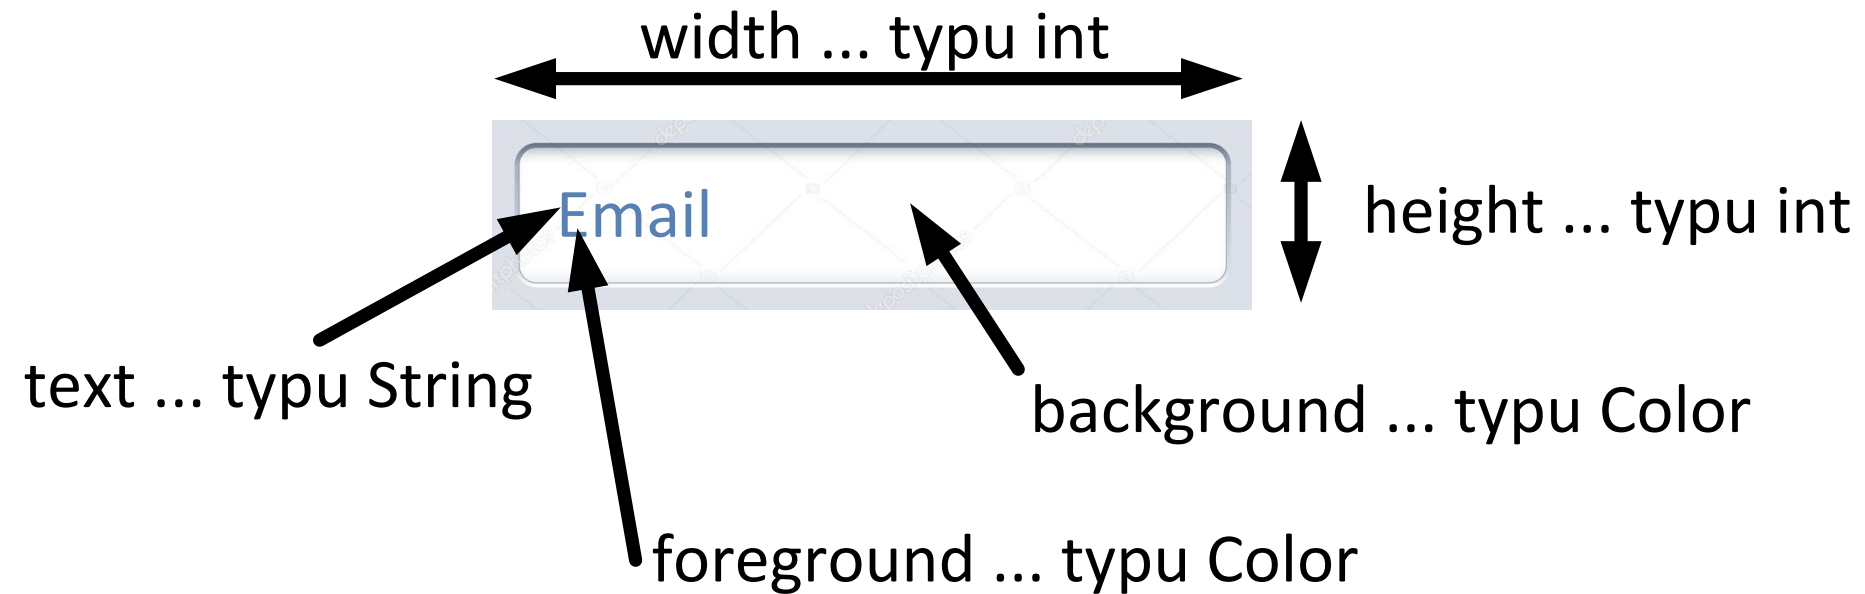 width ... typu int
Email
height ... typu int
text ... typu String
background ... typu Color
foreground ... typu Color